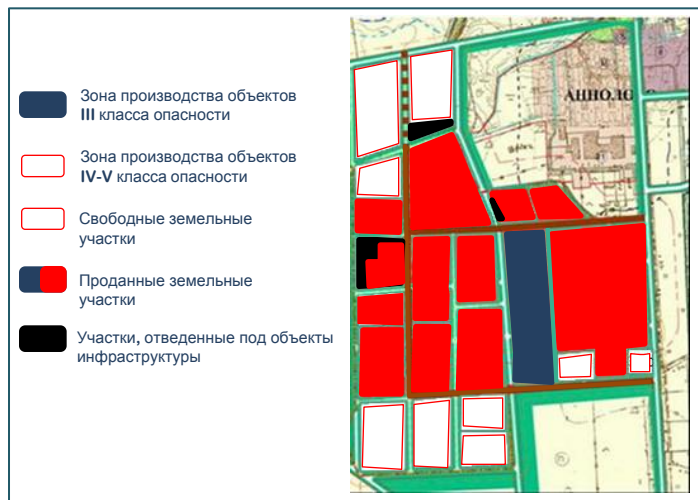 Зона производства объектов
III класса опасности
Зона производства объектов
IV-V класса опасности
Свободные земельные
участки
Проданные земельные
участки
Участки, отведенные под объекты
инфраструктуры